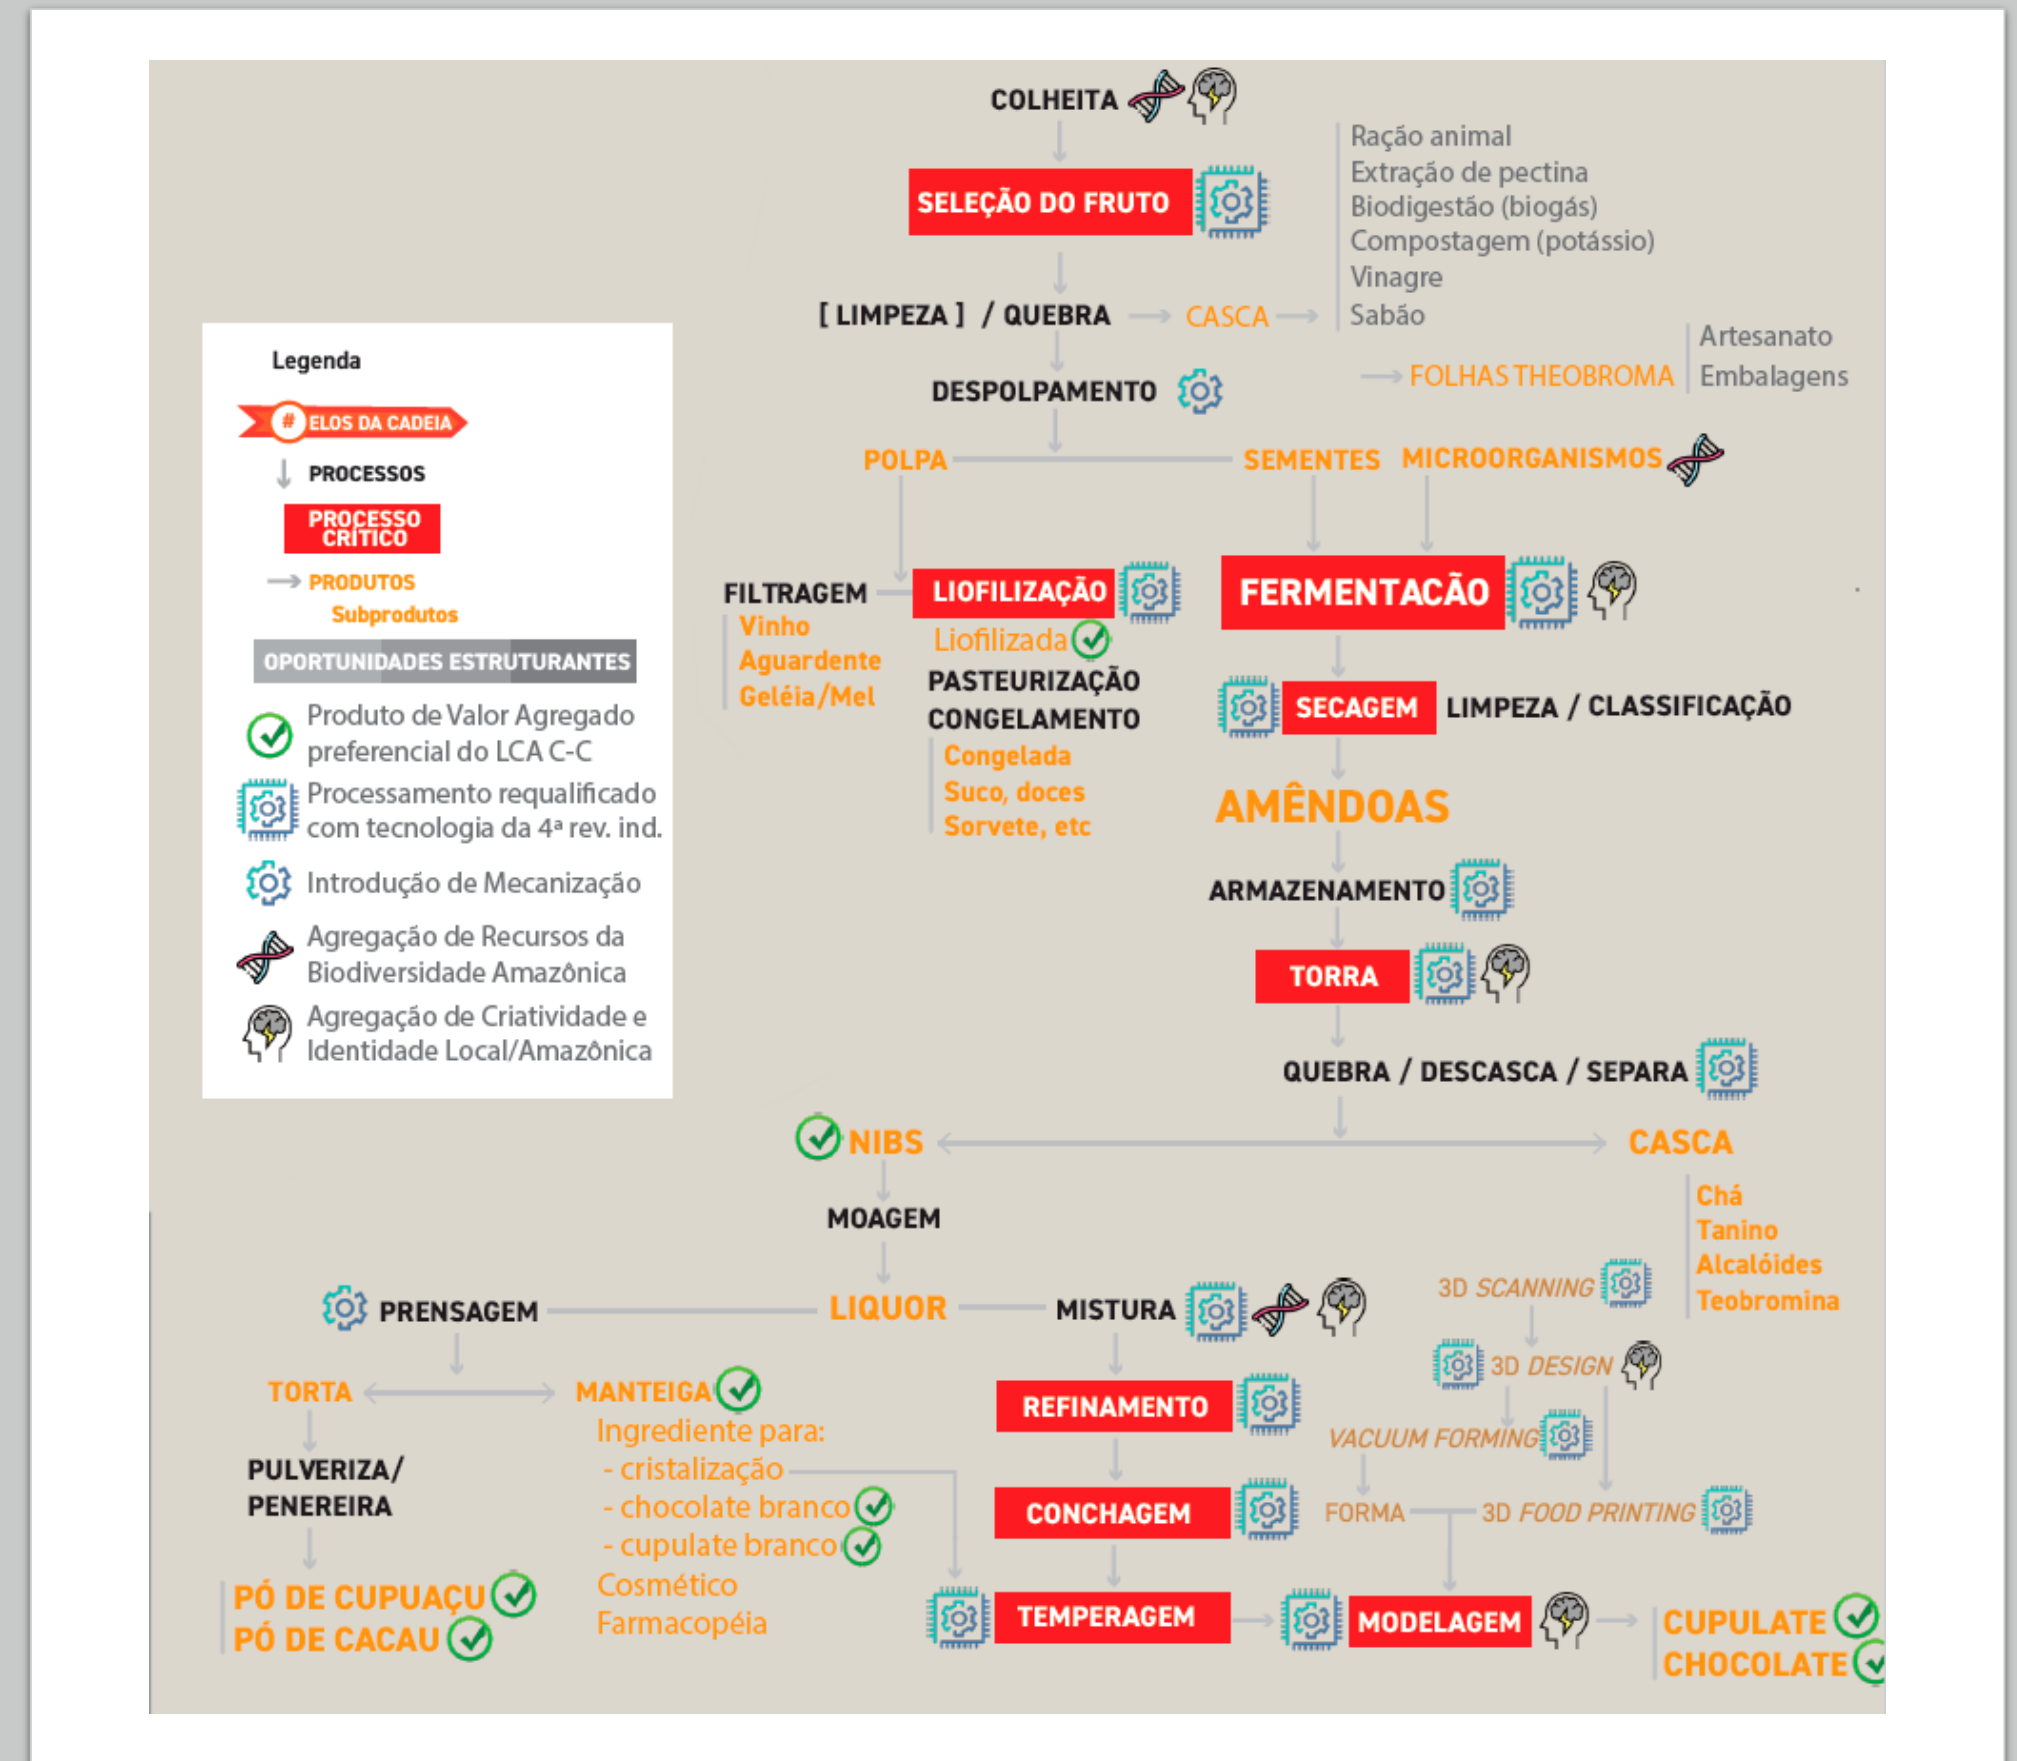 COLHEITA
SELEÇÃO DO FRUTO
Ração animal
Extração de pectina
Biodigestão (biogás)
Compostagem (potássio)
Vinagre
Sabão
[ LIMPEZA ] / QUEBRA
CASCA
Artesanato
Embalagens
FOLHAS THEOBROMA
DESPOLPAMENTO
POLPA
SEMENTES
MICROORGANISMOS
Legenda
# ELOS DA CADEIA
PROCESSOS
PROCESSO
CRÍTICO
PRODUTOS
Subprodutos
OPORTUNIDADES ESTRUTURANTES
Produto de Valor Agregado
preferencial do LCA C-C
Processamento requalificado
com tecnologia da 4ª rev. ind.
Introdução de Mecanização
Agregação de Recursos da
Biodiversidade Amazônica
Agregação de Criatividade e
Identidade Local/Amazônica
FILTRAGEM
Vinho
Aguardente
Geléia/Mel
LIOFILIZAÇÃO
Liofilizada
PASTEURIZAÇÃO
CONGELAMENTO
Congelada
Suco, doces
Sorvete, etc
FERMENTACÃO
SECAGEM
LIMPEZA / CLASSIFICAÇÃO
AMÊNDOAS
ARMAZENAMENTO
TORRA
QUEBRA / DESCASCA / SEPARA
NIBS
CASCA
Chá
Tanino
Alcalóides
Teobromina
MOAGEM
LIQUOR
PRENSAGEM
MISTURA
TORTA
MANTEIGA
Ingrediente para:
- cristalização
- chocolate branco
- cupulate branco
Cosmético
Farmacopéia
PULVERIZA/
PENEREIRA
PÓ DE CUPUAÇU
PÓ DE CACAU
REFINAMENTO
CONCHAGEM
TEMPERAGEM
3D SCANNING
3D DESIGN
VACUUM FORMING
FORMA
3D FOOD PRINTING
MODELAGEM
CUPULATE
CHOCOLATE